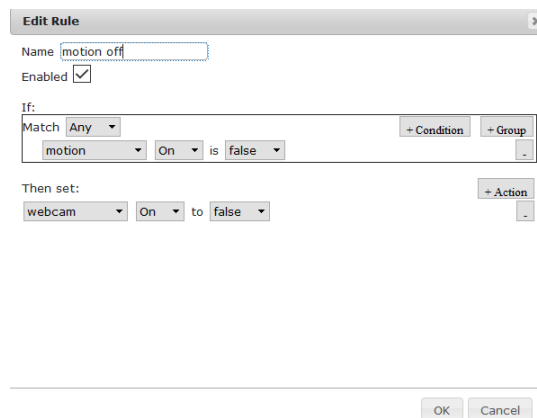 Edit Rule x
Name motion off
Enabled
If:
Match Any + Condition + Group
motion On is false -
Then set: + Action
webcam On to false -
OK Cancel